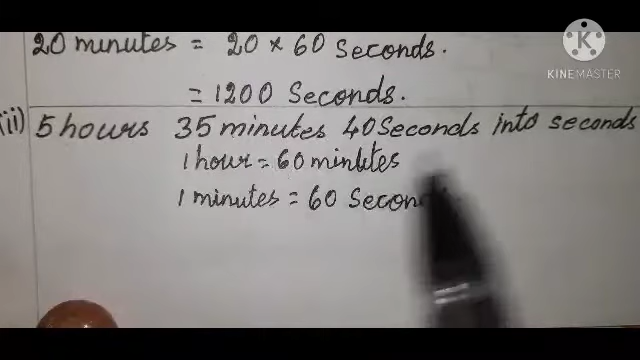 20 minutes = 20 × 60 Seconds.
= 1200 Seconds.
ii) 5 hours 35 minutes 40 Seconds into seconds
1 hour = 60 minutes
1 minutes = 60
KINEMASTER